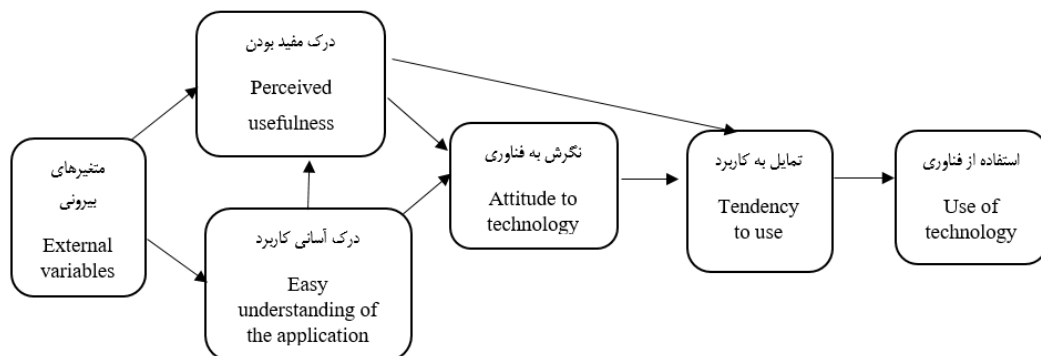 متغیرهای
بیرونی
External
variables
درک مفید بودن
Perceived
usefulness
درک آسانی کاربرد
Easy
understanding of
the application
نگرش به فناوری
Attitude to
technology
تمایل به کاربرد
Tendency
to use
استفاده از فناوری
Use of
technology